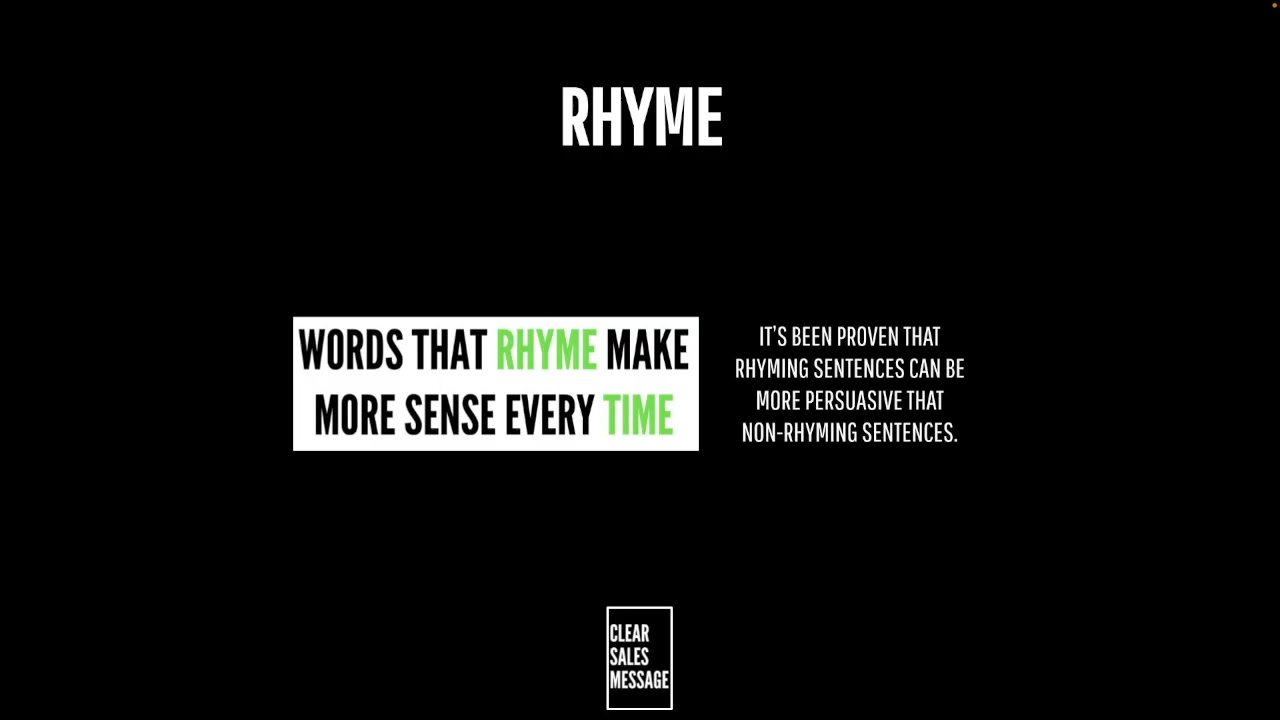 RHYME
WORDS THAT RHYME MAKE
MORE SENSE EVERY TIME
IT'S BEEN PROVEN THAT
RHYMING SENTENCES CAN BE
MORE PERSUASIVE THAT
NON-RHYMING SENTENCES.
CLEAR
SALES
MESSAGE